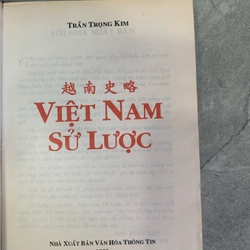 TRẦN TRỌNG KIM
越南史略
VIỆT NAM
SỬ LƯỢC
NHÀ XUẤT BẢN VĂN HÓA THÔNG TIN